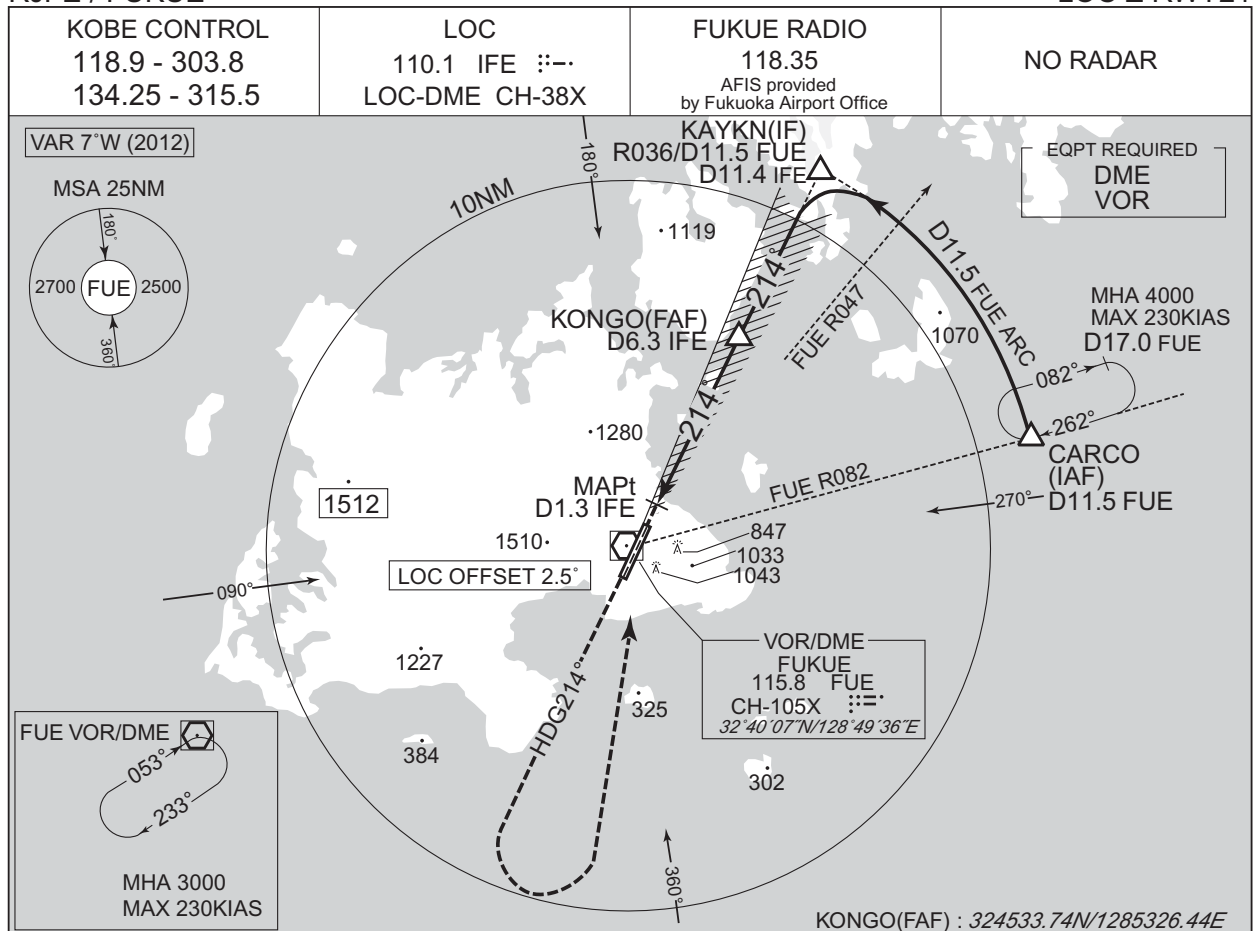 KOBE CONTROL
118.9 - 303.8
134.25 - 315.5
LOC
110.1 IFE
LOC-DME CH-38X
FUKUE RADIO
118.35
AFIS provided
by Fukuoka Airport Office
NO RADAR
VAR 7°W (2012)
MSA 25NM
180°
2700
FUE
2500
360°
10NM
180°
KAYKN(IF)
R036/D11.5 FUE
D11.4 IFE
EQPT REQUIRED
DME
VOR
1119
214°
D11.5 FUE ARC
FUE R047
KONGO(FAF)
D6.3 IFE
1070
MHA 4000
MAX 230KIAS
D17.0 FUE
082°
262°
CARCO
(IAF)
D11.5 FUE
214°
1280
FUE R082
270°
1512
MAPt
D1.3 IFE
1510
847
1033
1043
LOC OFFSET 2.5°
090°
VOR/DME
FUKUE
115.8 FUE
CH-105X
32°40′07″N/128°49′36″E
1227
HDG214°
325
384
302
360°
FUE VOR/DME
053°
233°
MHA 3000
MAX 230KIAS
KONGO(FAF) : 324533.74N/1285326.44E